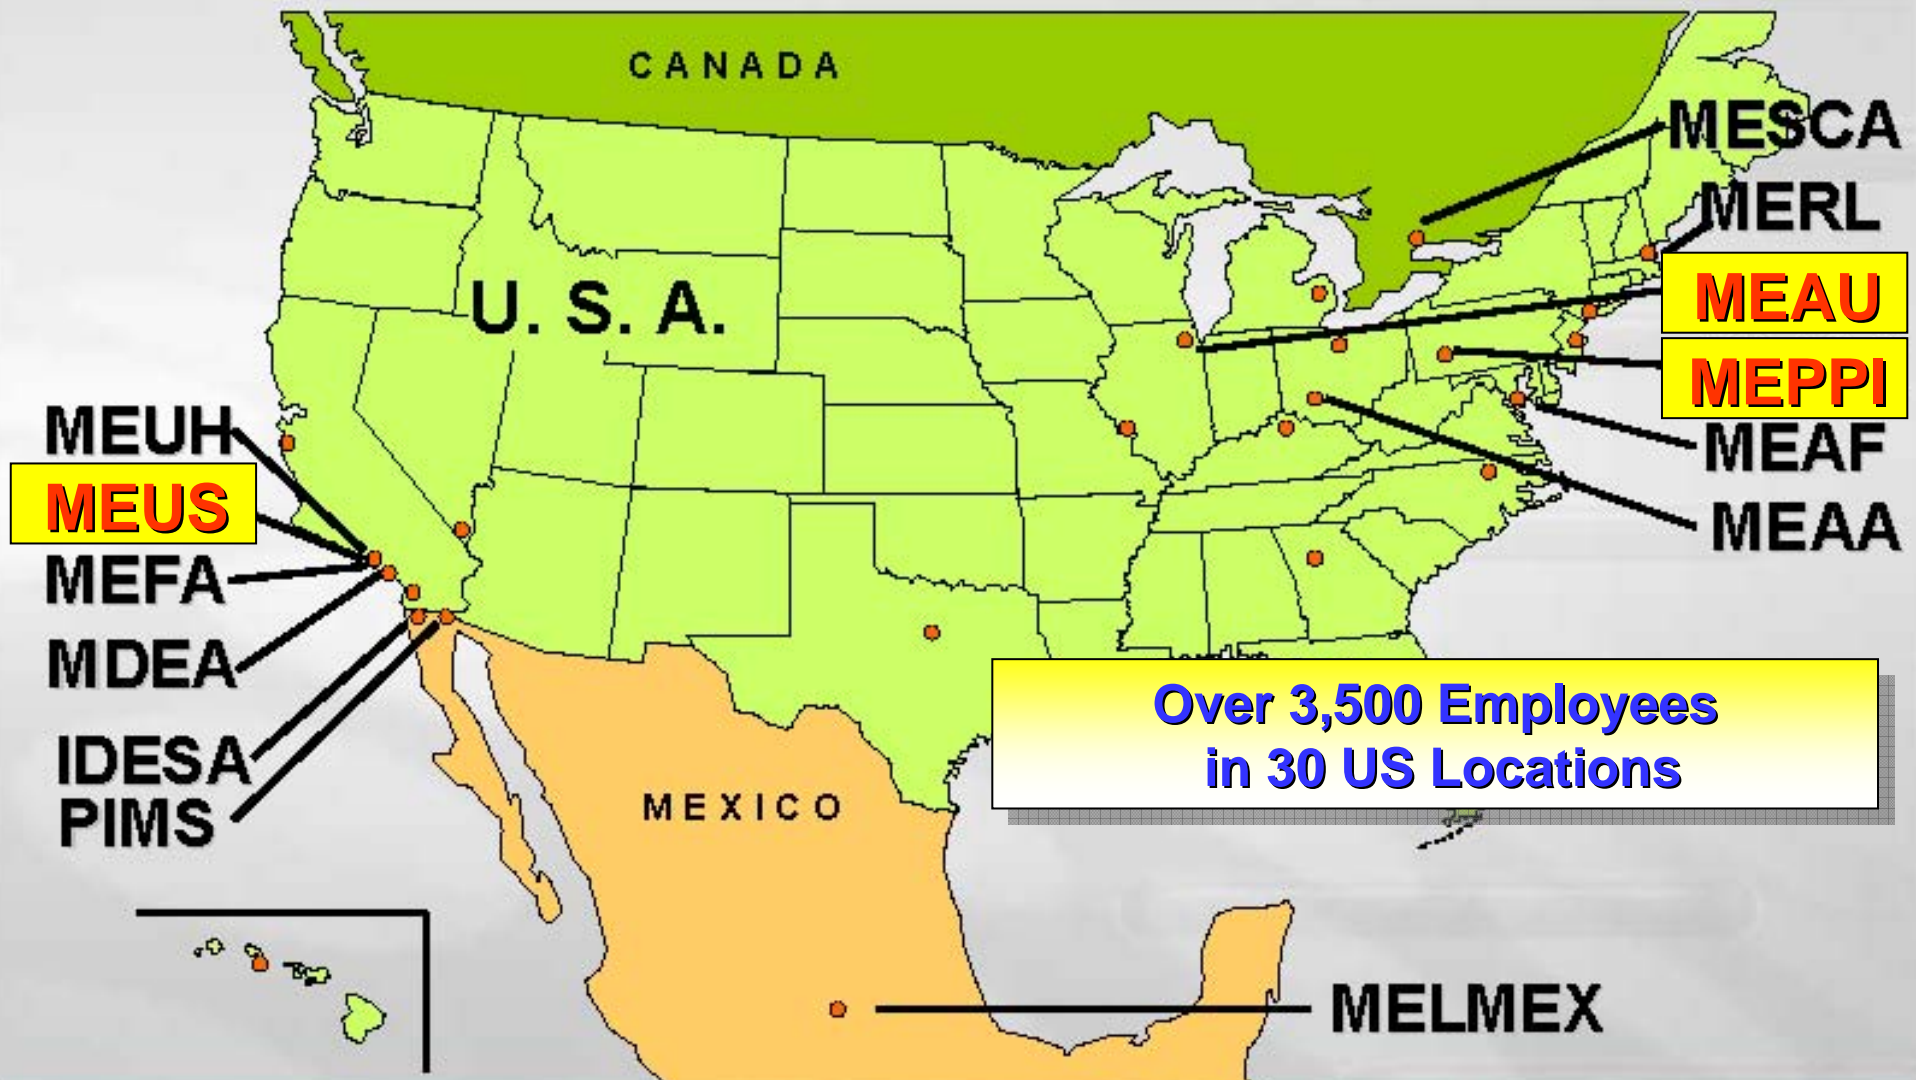 CANADA
MESCA
MERL
U. S. A.
MEAU
MEPPI
MEUH
MEAF
MEUS
MEAA
MEFA
MDEA
Over 3,500 Employees
in 30 US Locations
IDESA
MEXICO
PIMS
MELMEX